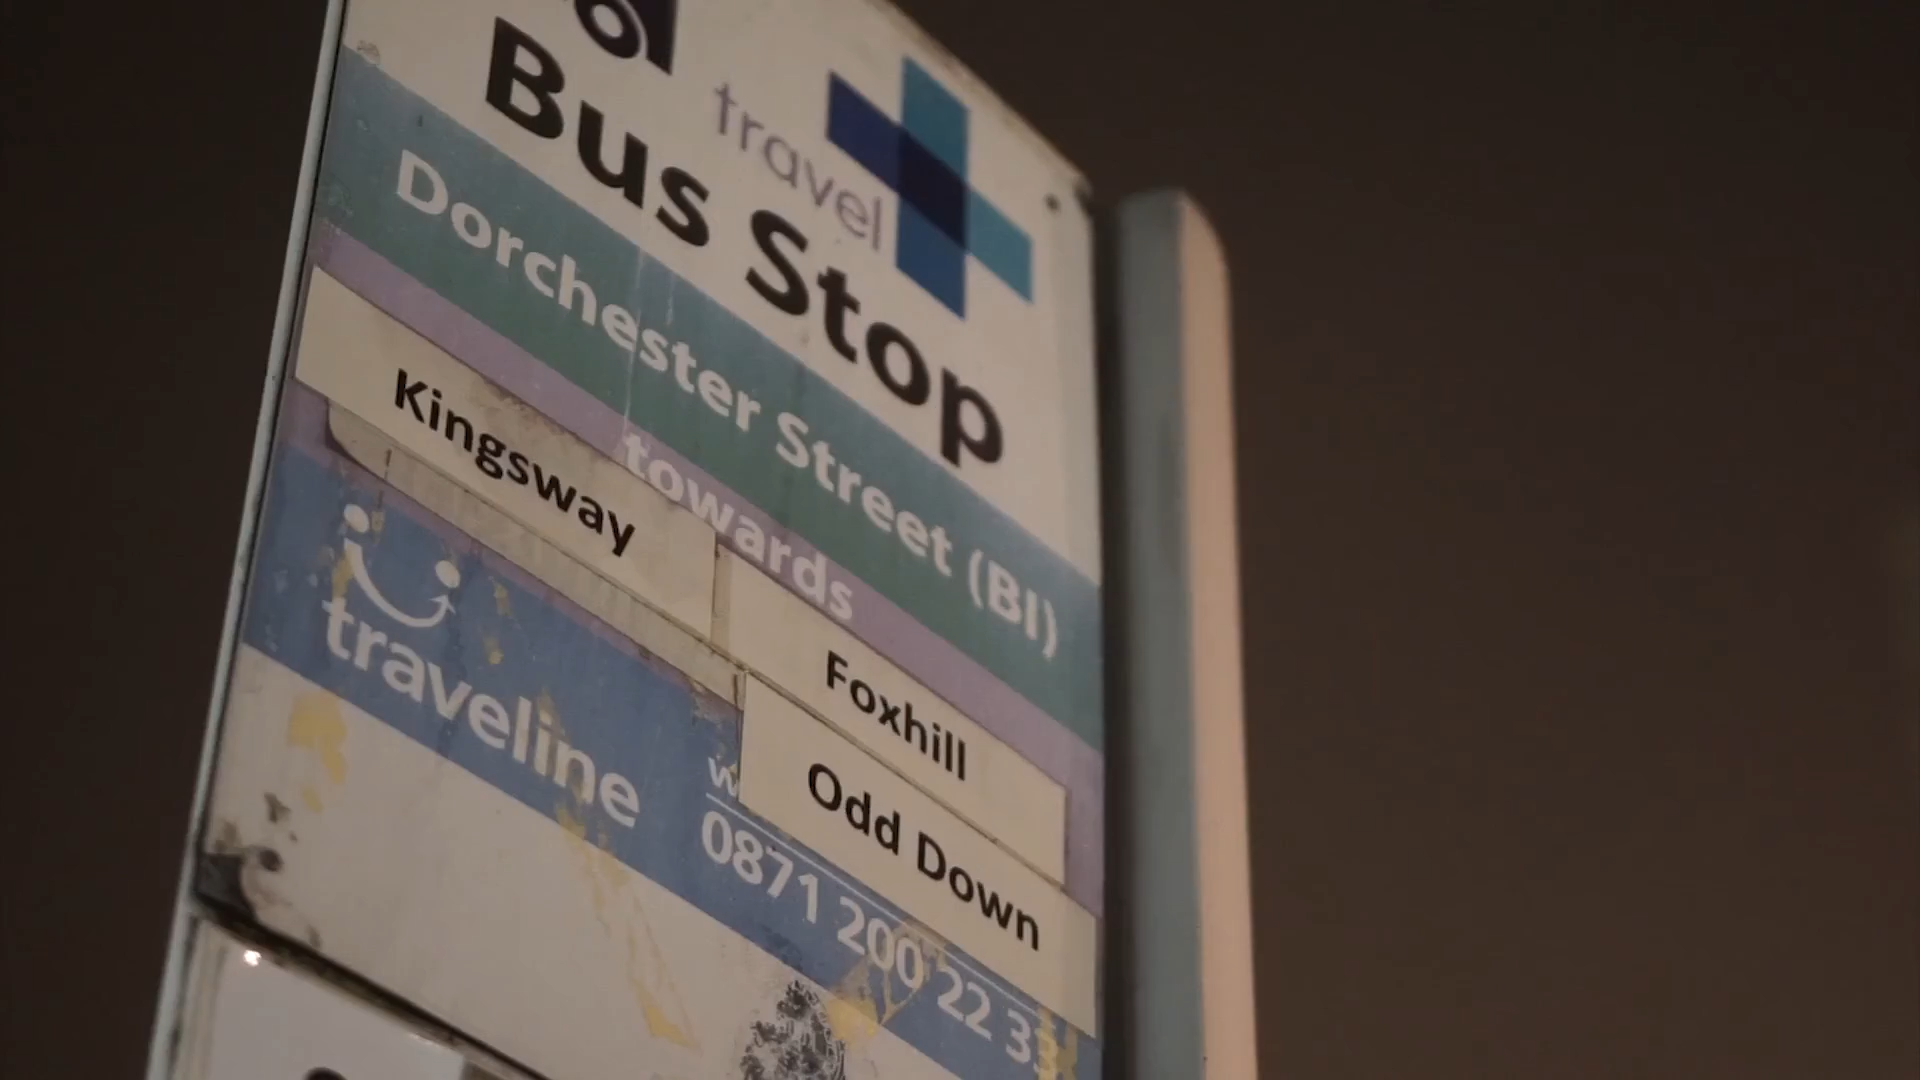 travel
Bus Stop
Dorchester Street (BI)
towards
Kingsway
Foxhill
Odd Down
traveline
0871 200 22 33